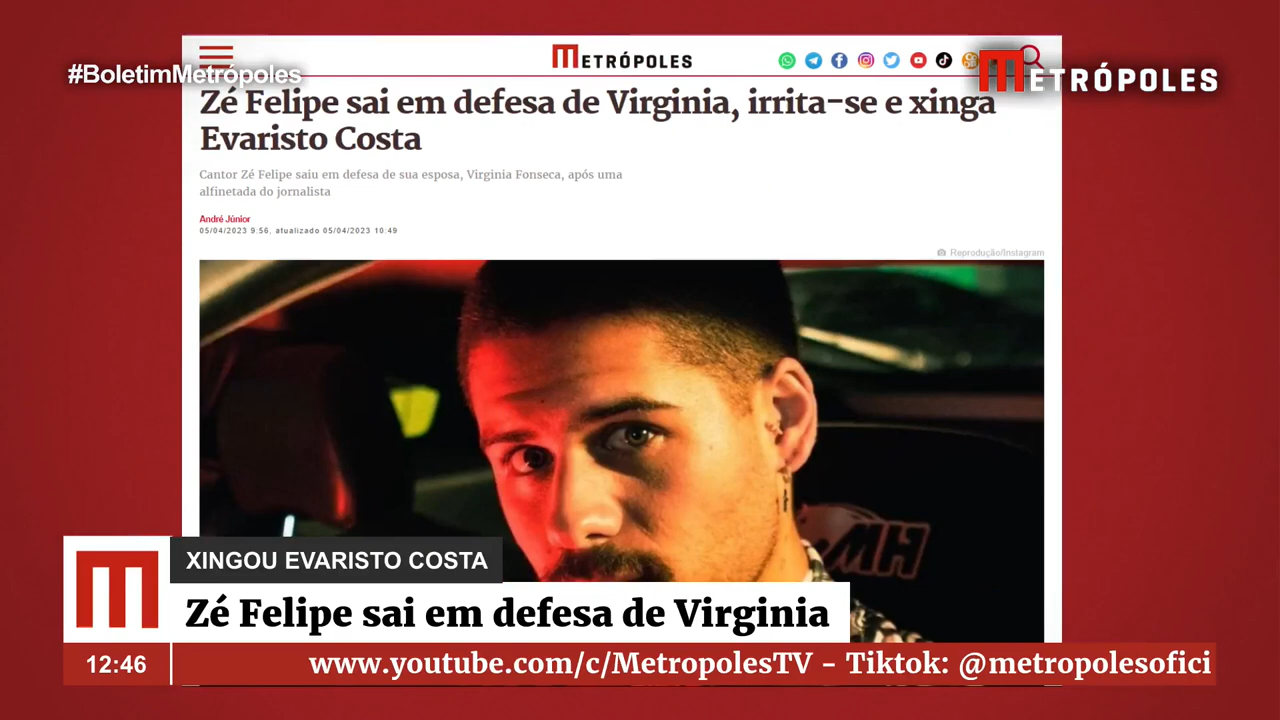 #BoletimMetrópoles
METRÓPOLES
METRÓPOLES
Zé Felipe sai em defesa de Virginia, irrita-se e xinga
Evaristo Costa
Cantor Zé Felipe saiu em defesa de sua esposa, Virginia Fonseca, após uma
alfinetada do jornalista
André Júnior
05/04/2023 9:56, atualizado 05/04/2023 10:49
Reprodução/Instagram
MH
XINGOU EVARISTO COSTA
Zé Felipe sai em defesa de Virginia
12:46
www.youtube.com/c/MetropolesTV - Tiktok: @metropolesofici